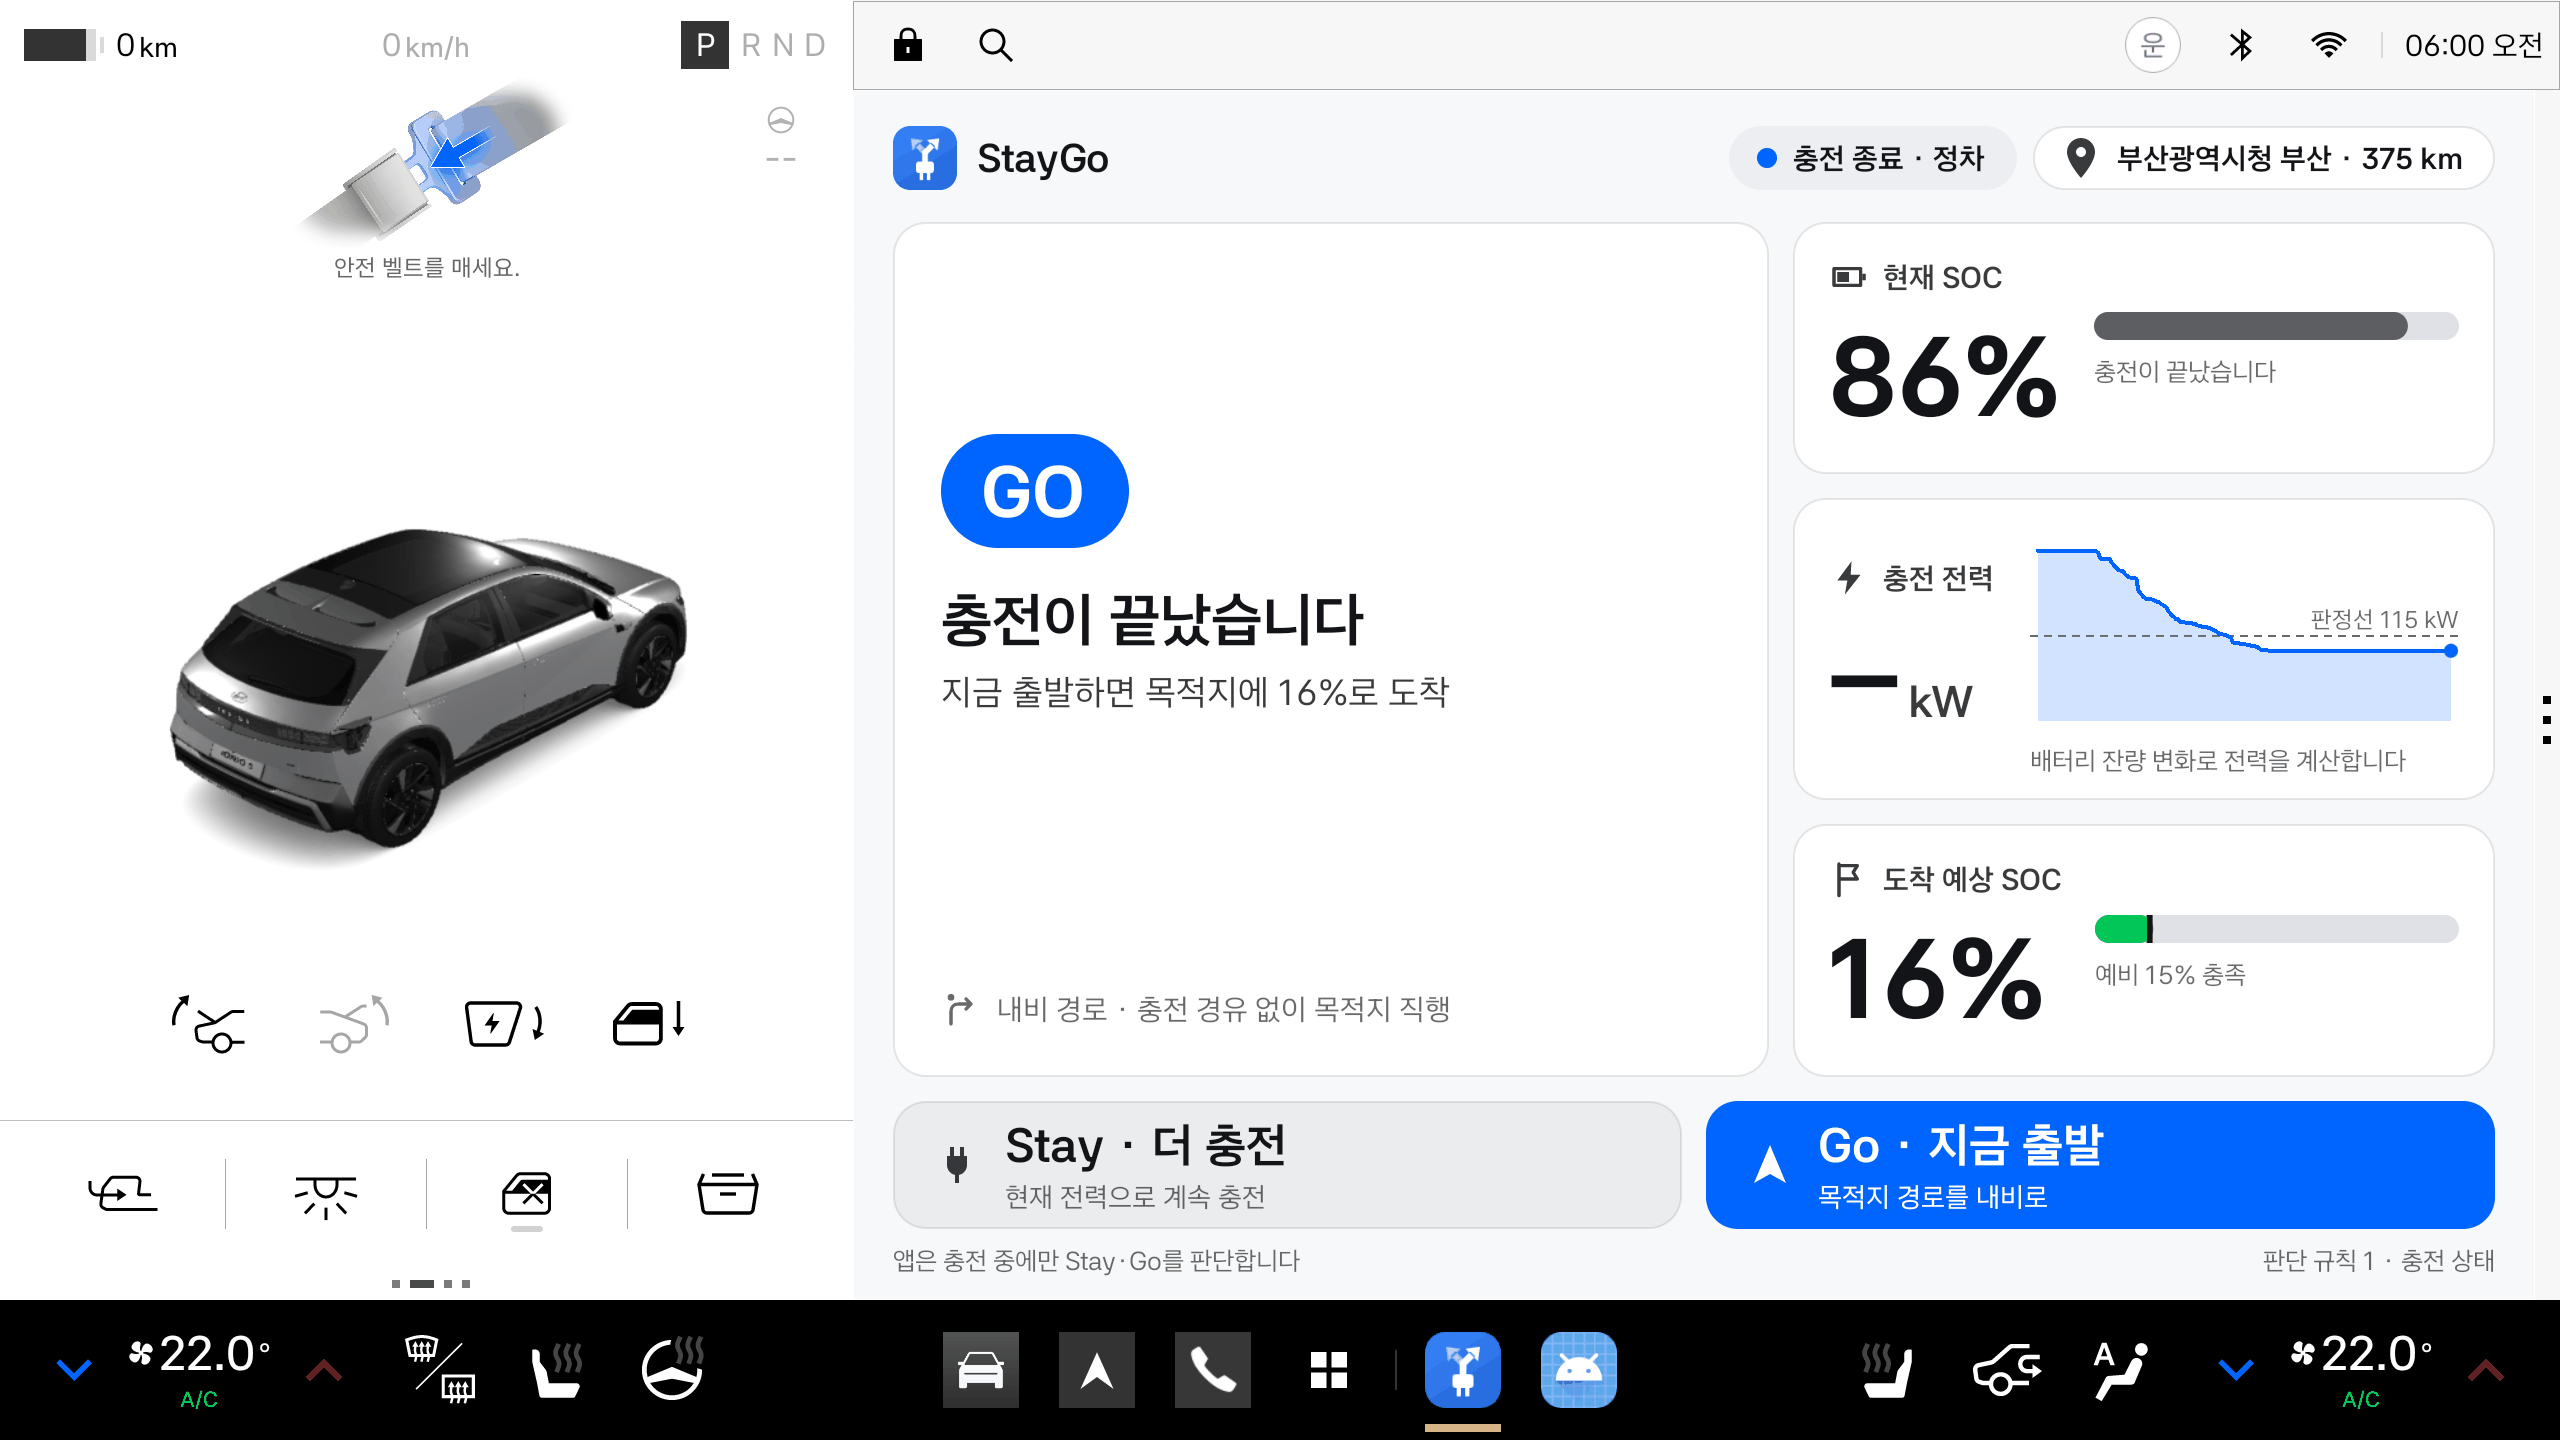 0 km
0 km/h
P R N D
안전 벨트를 매세요.
운
06:00 오전
StayGo
충전 종료 · 정차
부산광역시청 부산 · 375 km
GO
충전이 끝났습니다
지금 출발하면 목적지에 16%로 도착
내비 경로 · 충전 경유 없이 목적지 직행
현재 SOC
86%
충전이 끝났습니다
충전 전력
판정선 115 kW
– kW
배터리 잔량 변화로 전력을 계산합니다
도착 예상 SOC
16%
예비 15% 충족
Stay · 더 충전
현재 전력으로 계속 충전
Go · 지금 출발
목적지 경로를 내비로
앱은 충전 중에만 Stay·Go를 판단합니다
판단 규칙 1 · 충전 상태
22.0°
A/C
A
22.0°
A/C